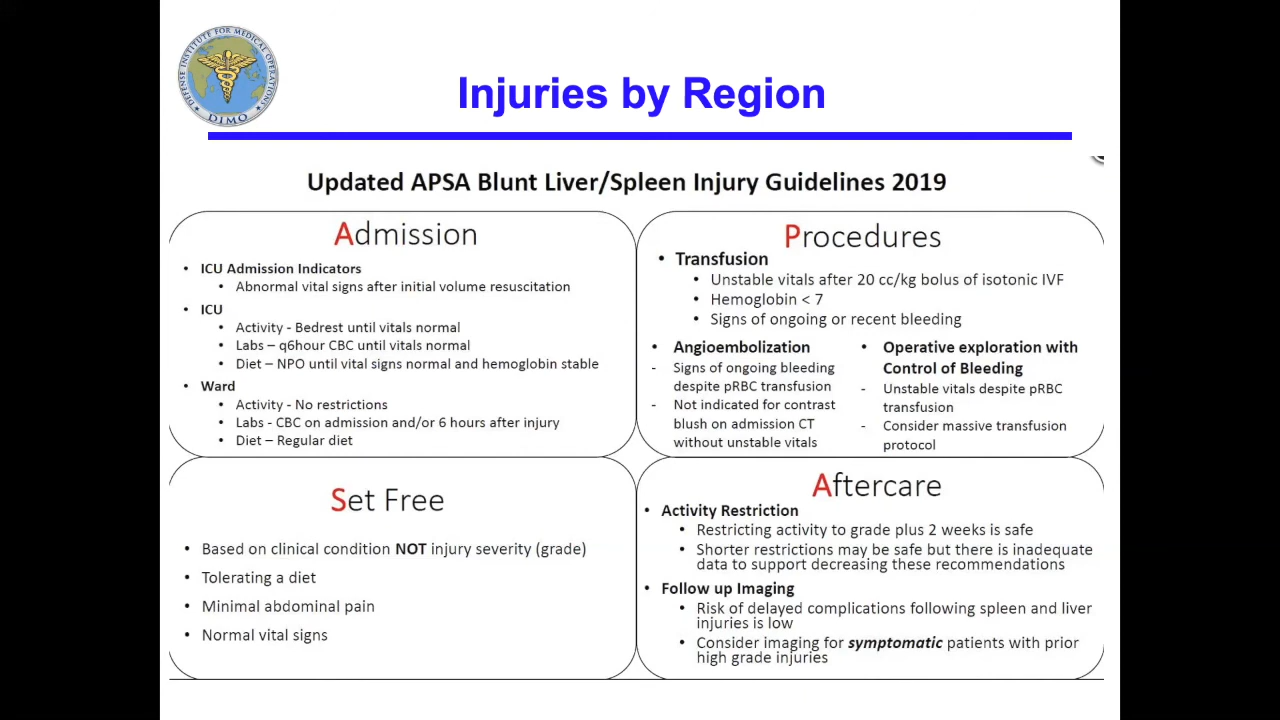 DEFENSE INSTITUTE FOR MEDICAL OPERATIONS
DIMO
Injuries by Region
Updated APSA Blunt Liver/Spleen Injury Guidelines 2019
Admission
• ICU Admission Indicators
• Abnormal vital signs after initial volume resuscitation
• ICU
• Activity - Bedrest until vitals normal
• Labs – q6hour CBC until vitals normal
• Diet – NPO until vital signs normal and hemoglobin stable
• Ward
• Activity - No restrictions
• Labs - CBC on admission and/or 6 hours after injury
• Diet – Regular diet
Procedures
• Transfusion
• Unstable vitals after 20 cc/kg bolus of isotonic IVF
• Hemoglobin < 7
• Signs of ongoing or recent bleeding
• Angioembolization
- Signs of ongoing bleeding
despite pRBC transfusion
- Not indicated for contrast
blush on admission CT
without unstable vitals
• Operative exploration with
Control of Bleeding
- Unstable vitals despite pRBC
transfusion
- Consider massive transfusion
protocol
Set Free
• Based on clinical condition NOT injury severity (grade)
• Tolerating a diet
• Minimal abdominal pain
• Normal vital signs
Aftercare
• Activity Restriction
• Restricting activity to grade plus 2 weeks is safe
• Shorter restrictions may be safe but there is inadequate
data to support decreasing these recommendations
• Follow up Imaging
• Risk of delayed complications following spleen and liver
injuries is low
• Consider imaging for symptomatic patients with prior
high grade injuries